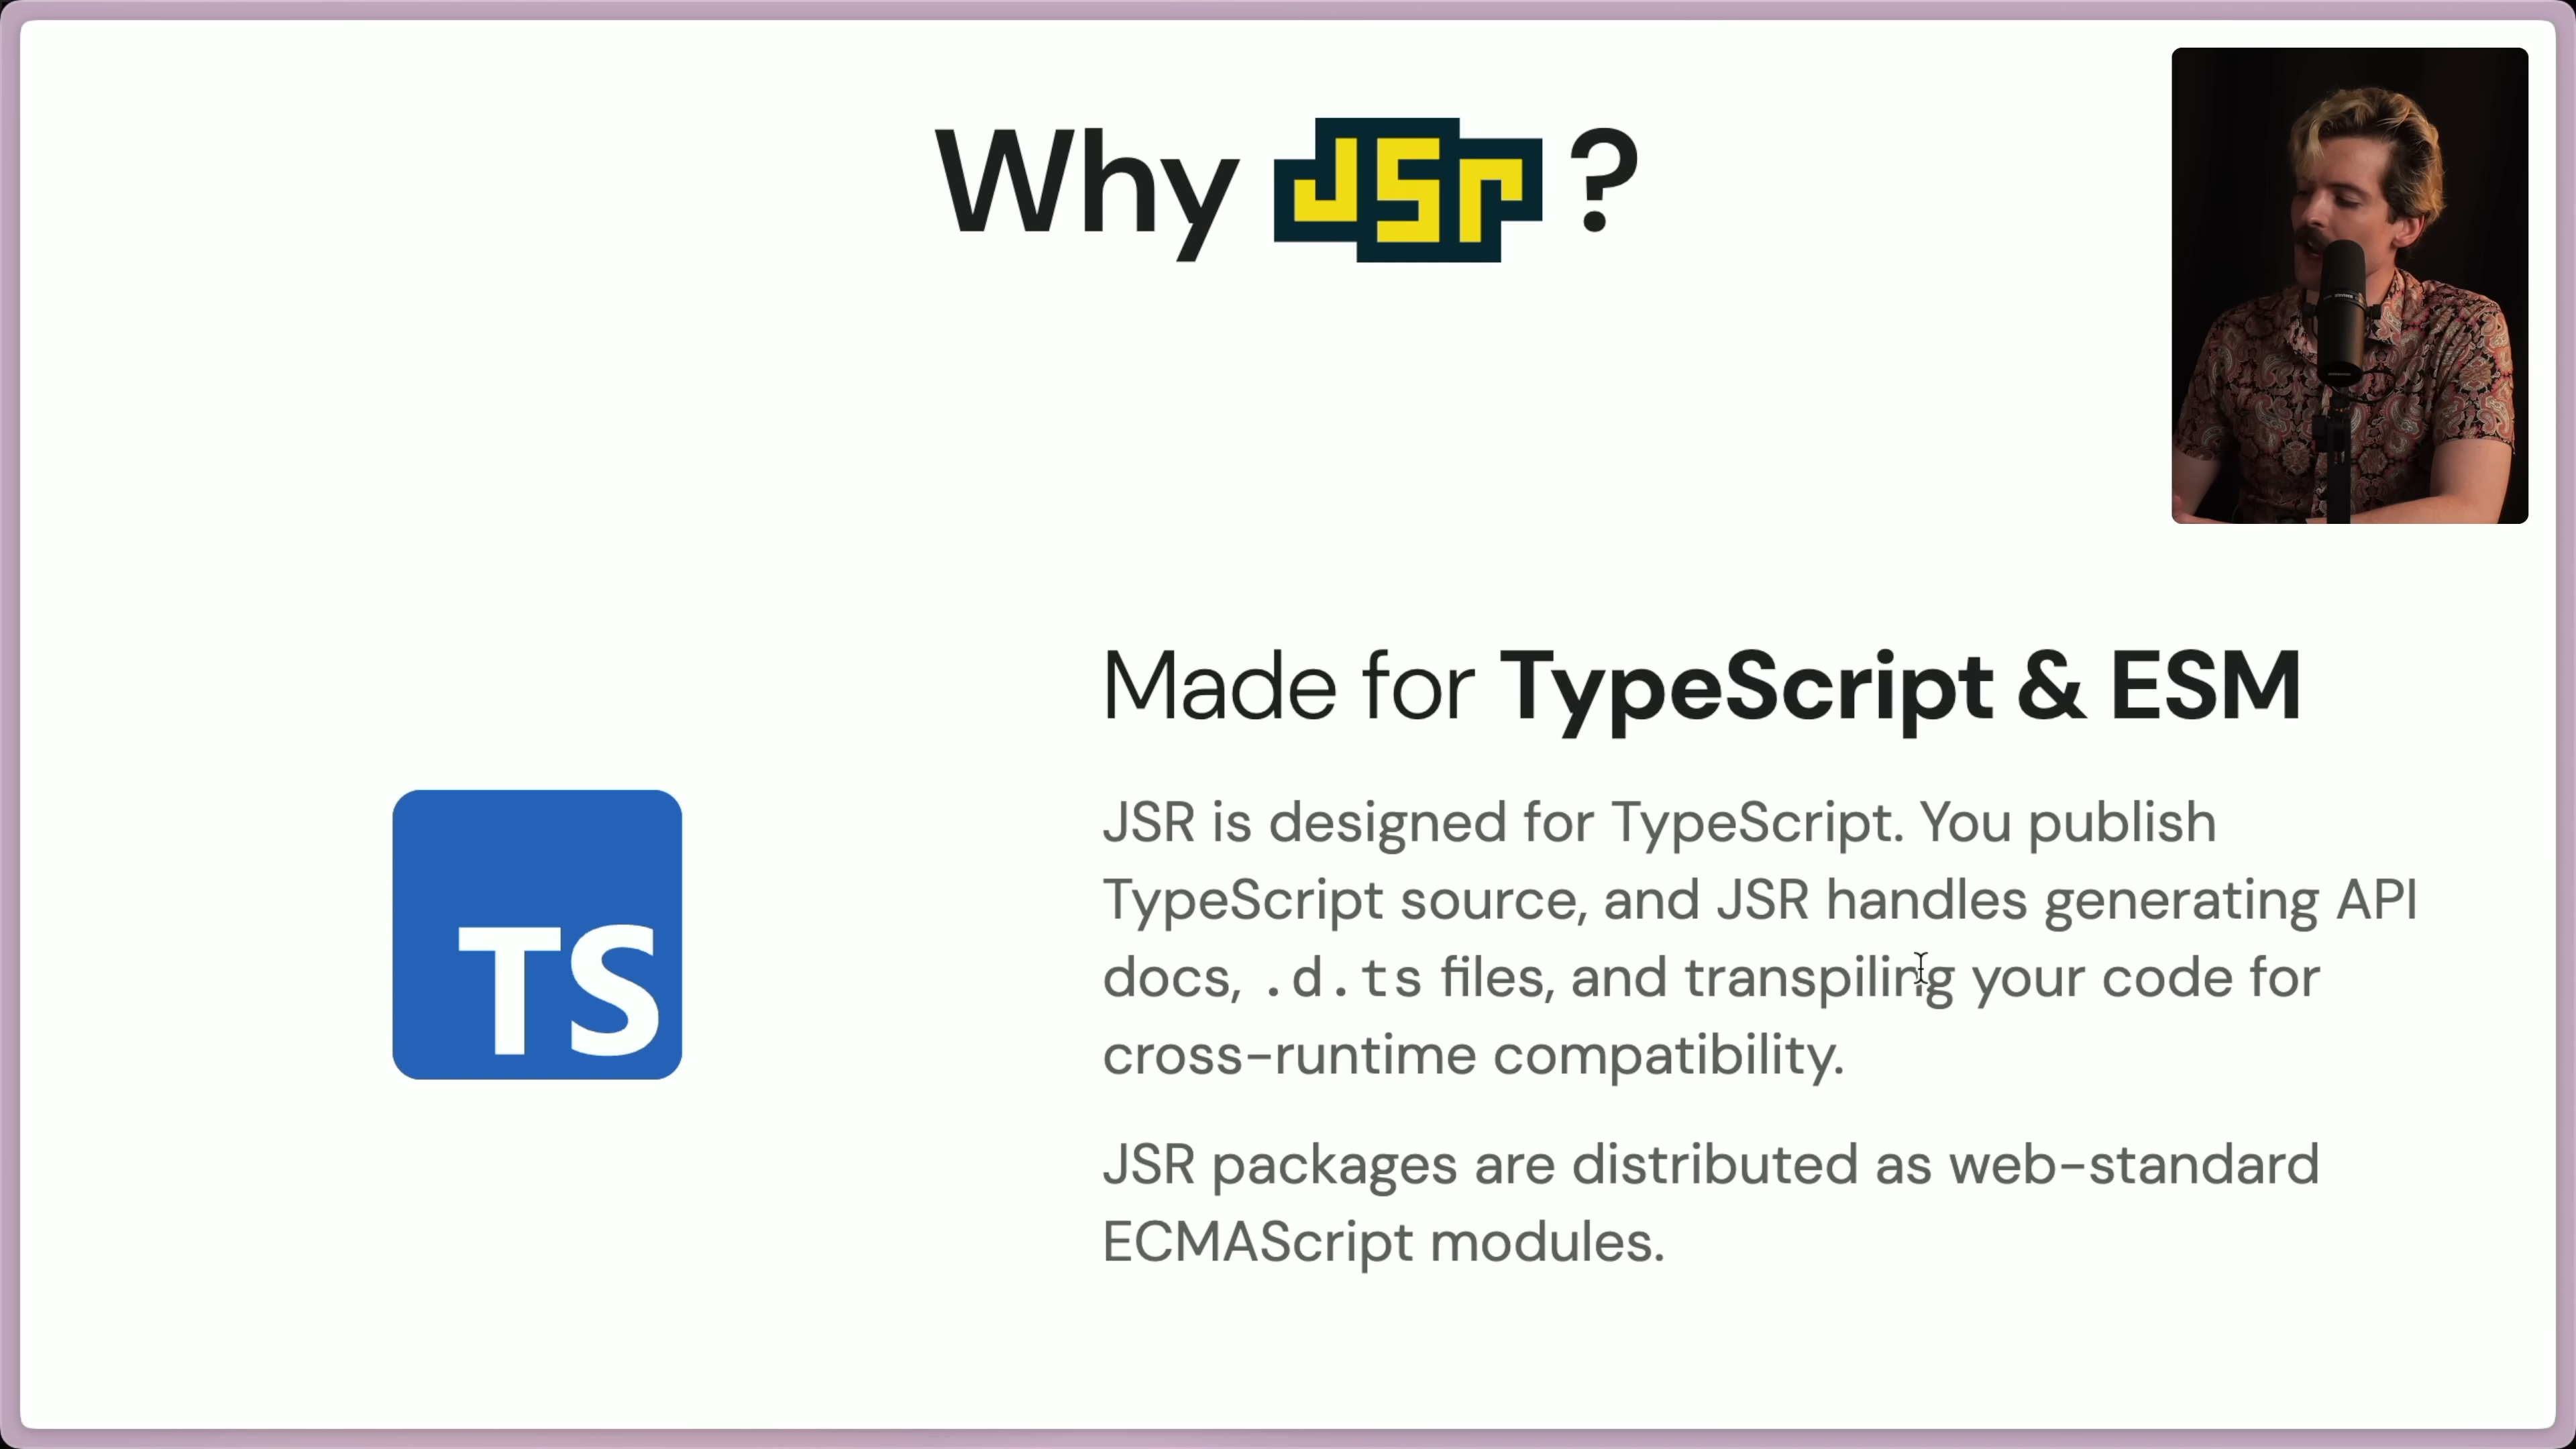 Why JSR ?
Made for TypeScript & ESM
JSR is designed for TypeScript. You publish
TypeScript source, and JSR handles generating API
docs, .d.ts files, and transpiling your code for
cross-runtime compatibility.
TS
JSR packages are distributed as web-standard
ECMAScript modules.